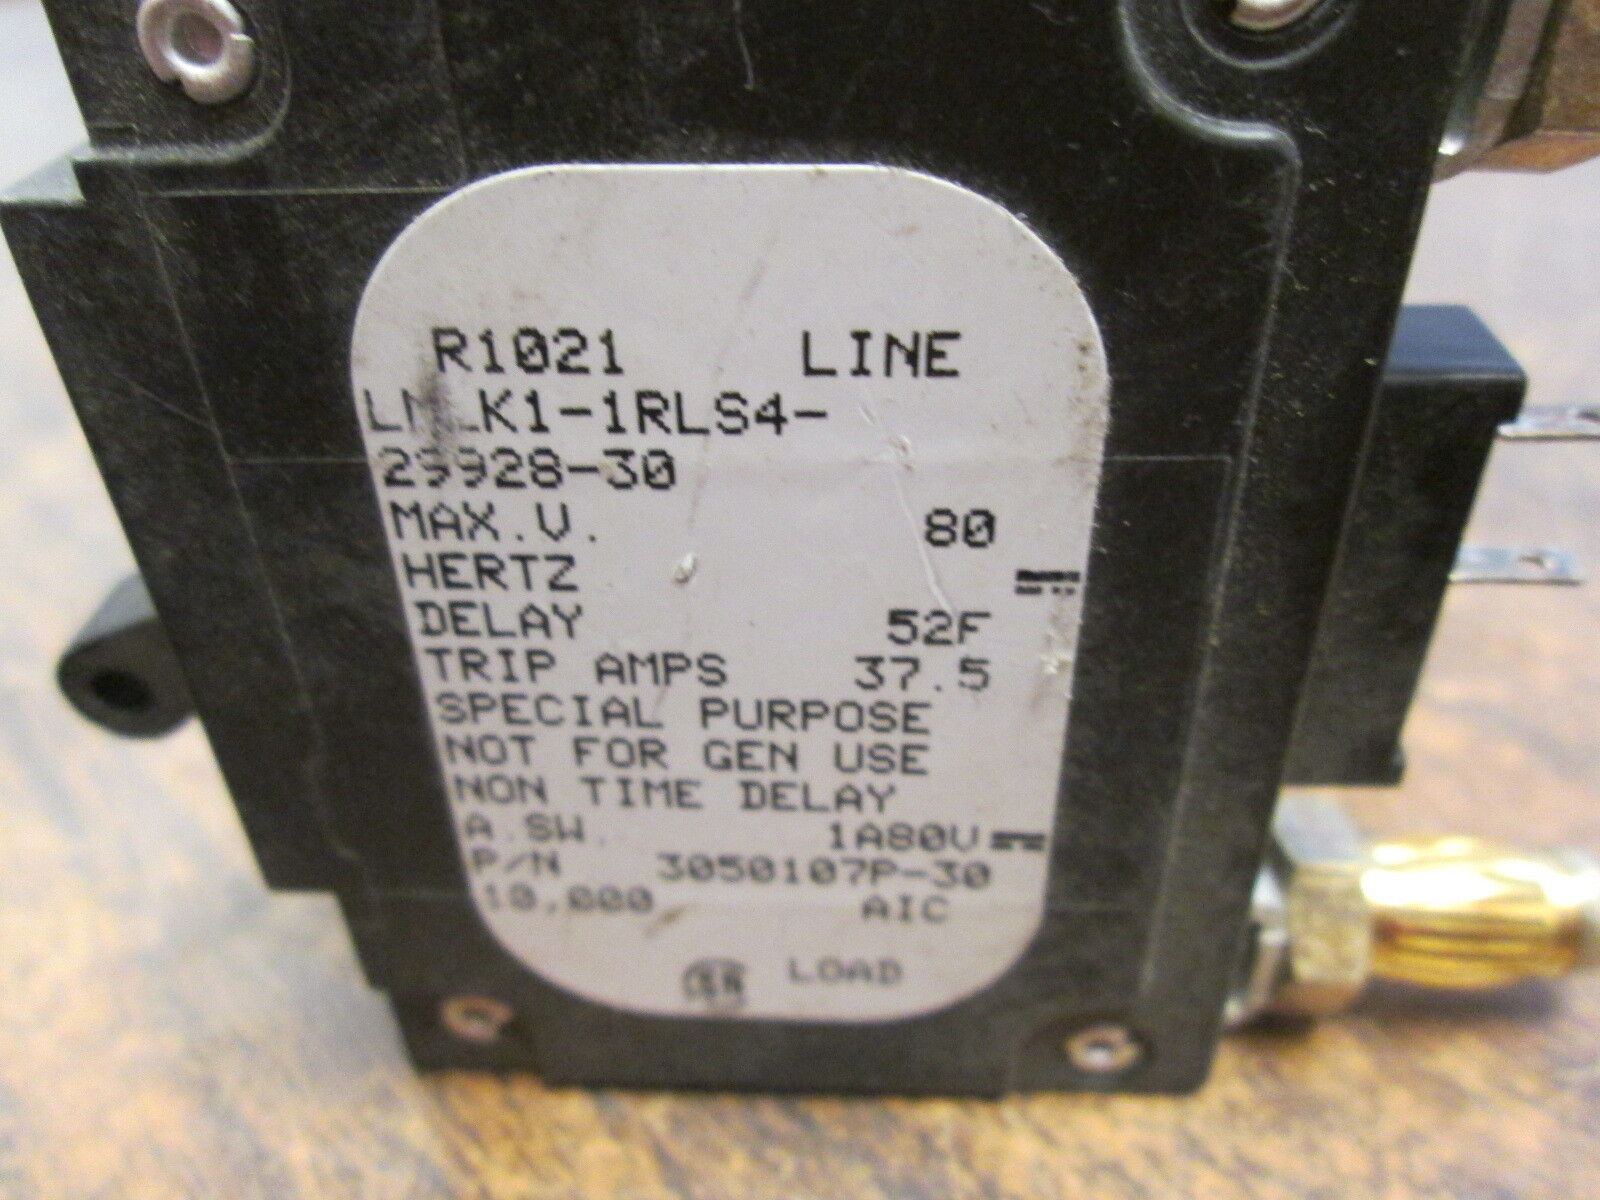 R1021 LINE
K1-1RLS4-
29928-30
MAX.V. 80
HERTZ
DELAY 52F
TRIP AMPS 37.5
SPECIAL PURPOSE
NOT FOR GEN USE
NON TIME DELAY
A.SW. 1A80V
P/N 3050107P-30
10,000 AIC
LOAD